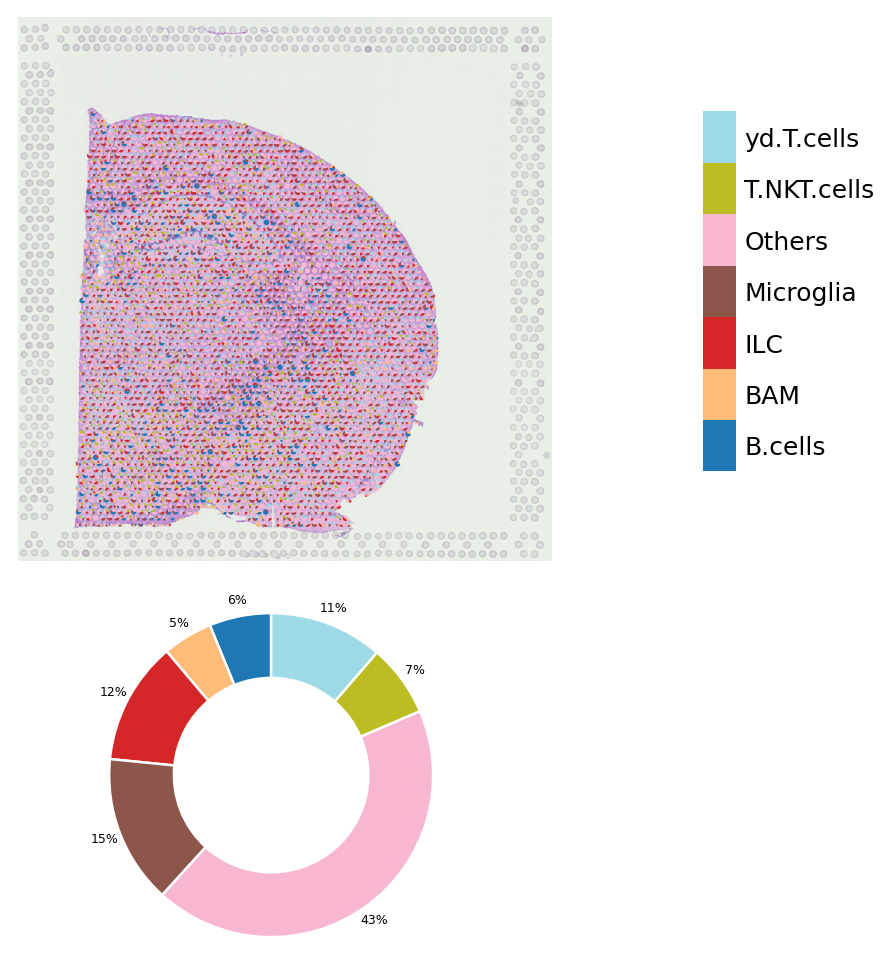 yd.T.cells
T.NKT.cells
Others
Microglia
ILC
BAM
B.cells
6%
11%
5%
7%
12%
15%
43%